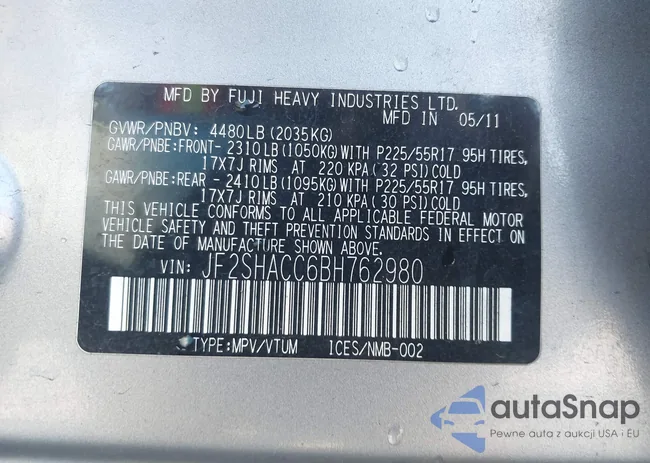 MFD BY FUJI HEAVY INDUSTRIES LTD.
MFD IN 05/11
GVWR/PNBV: 4480LB(2035KG)
GAWR/PNBE:FRONT- 2310LB(1050KG)WITH P225/55R17 95H TIRES,
17X7J RIMS AT 220 KPA(32 PSI)COLD
GAWR/PNBE:REAR -2410LB(1095KG)WITH P225/55R17 95H TIRES,
17X7J RIMS AT 210 KPA(30 PSI)COLD
THIS VEHICLE CONFORMS TO ALL APPLICABLE FEDERAL MOTOR
VEHICLE SAFETY AND THEFT PREVENTION STANDARDS IN EFFECT ON
THE DATE OF MANUFACTURE SHOWN ABOVE.
VIN: JF2SHACC6BH762980
TYPE:MPV/VTUM ICES/NMB-002
autaSnap
Pewne auta z aukcji USA i EU